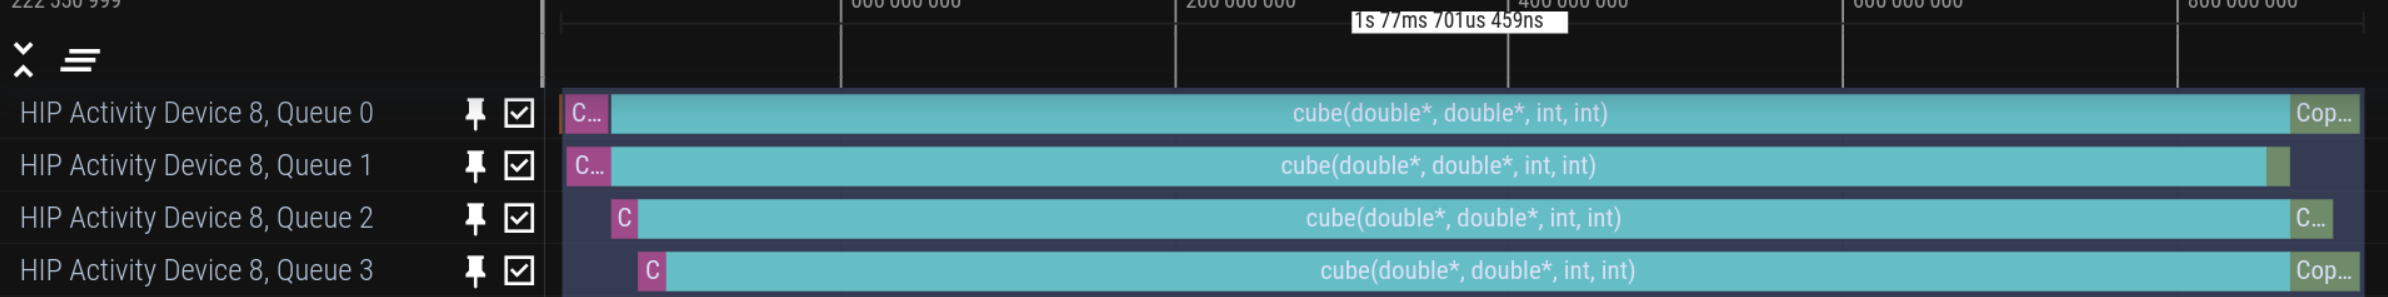 222 550 999 000 000 000 200 000 000 400 000 000 600 000 000 800 000 000
1s 77ms 701us 459ns
HIP Activity Device 8, Queue 0 C... cube(double*, double*, int, int) Cop...
HIP Activity Device 8, Queue 1 C... cube(double*, double*, int, int)
HIP Activity Device 8, Queue 2 C cube(double*, double*, int, int) C...
HIP Activity Device 8, Queue 3 C cube(double*, double*, int, int) Cop...